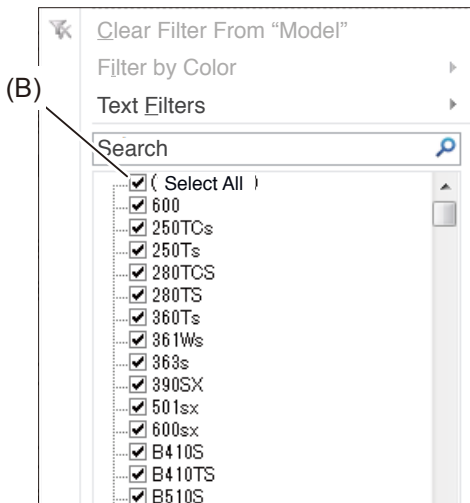 Clear Filter From “Model”
Filter by Color
(B)
Text Filters
Search
( Select All )
600
250TCs
250Ts
280TCS
280TS
360Ts
361Ws
363s
390SX
501sx
600sx
B410S
B410TS
B510S